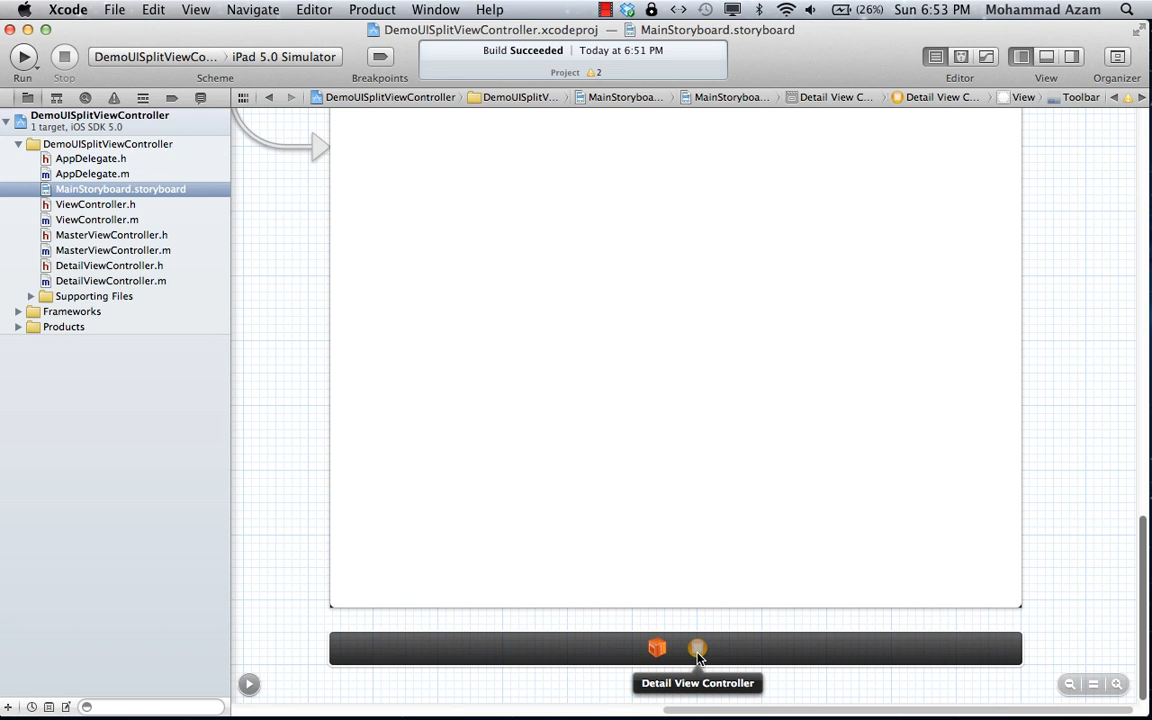 Xcode File Edit View Navigate Editor Product Window Help (26%) Sun 6:53 PM Mohammad Azam
DemoUISplitViewController.xcodeproj — MainStoryboard.storyboard
DemoUISplitViewCo... iPad 5.0 Simulator
Build Succeeded | Today at 6:51 PM
Project 2
Run Stop Scheme Breakpoints Editor View Organizer
DemoUISplitViewController DemoUISplitV... MainStoryboa... MainStoryboa... Detail View C... Detail View C... View Toolbar
DemoUISplitViewController
1 target, iOS SDK 5.0
DemoUISplitViewController
h AppDelegate.h
m AppDelegate.m
MainStoryboard.storyboard
h ViewController.h
m ViewController.m
h MasterViewController.h
m MasterViewController.m
h DetailViewController.h
m DetailViewController.m
Supporting Files
Frameworks
Products
Detail View Controller